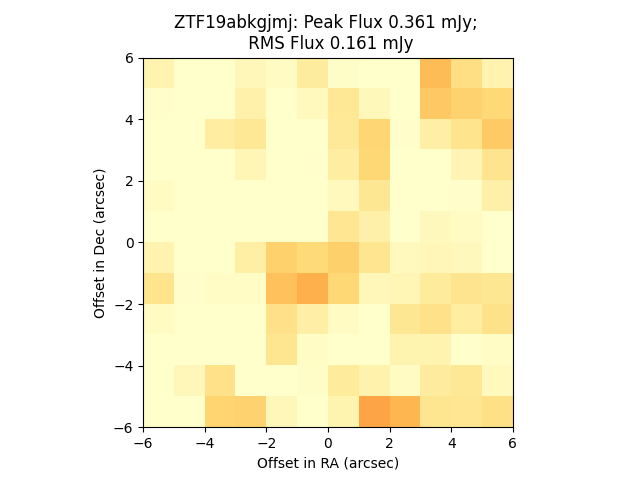 ZTF19abkgjmj: Peak Flux 0.361 mJy;
RMS Flux 0.161 mJy
6
4
2
0
−2
−4
−6
Offset in Dec (arcsec)
−6 −4 −2 0 2 4 6
Offset in RA (arcsec)